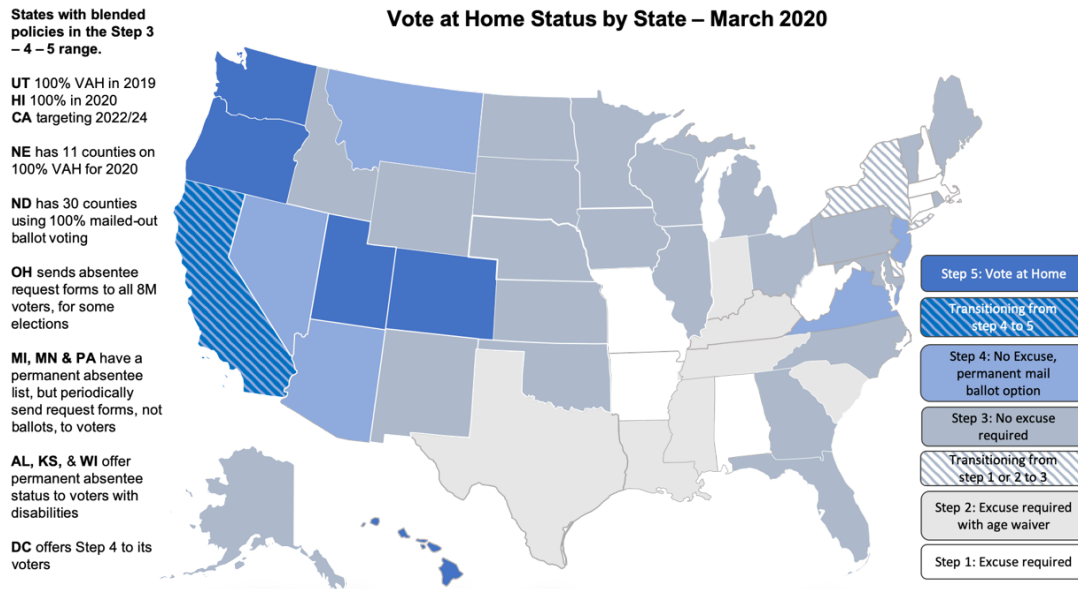 Vote at Home Status by State – March 2020
States with blended
policies in the Step 3
– 4 – 5 range.
UT 100% VAH in 2019
HI 100% in 2020
CA targeting 2022/24
NE has 11 counties on
100% VAH for 2020
ND has 30 counties
using 100% mailed-out
ballot voting
OH sends absentee
request forms to all 8M
voters, for some
elections
MI, MN & PA have a
permanent absentee
list, but periodically
send request forms, not
ballots, to voters
AL, KS, & WI offer
permanent absentee
status to voters with
disabilities
DC offers Step 4 to its
voters
Step 5: Vote at Home
Transitioning from
step 4 to 5
Step 4: No Excuse,
permanent mail
ballot option
Step 3: No excuse
required
Transitioning from
step 1 or 2 to 3
Step 2: Excuse required
with age waiver
Step 1: Excuse required